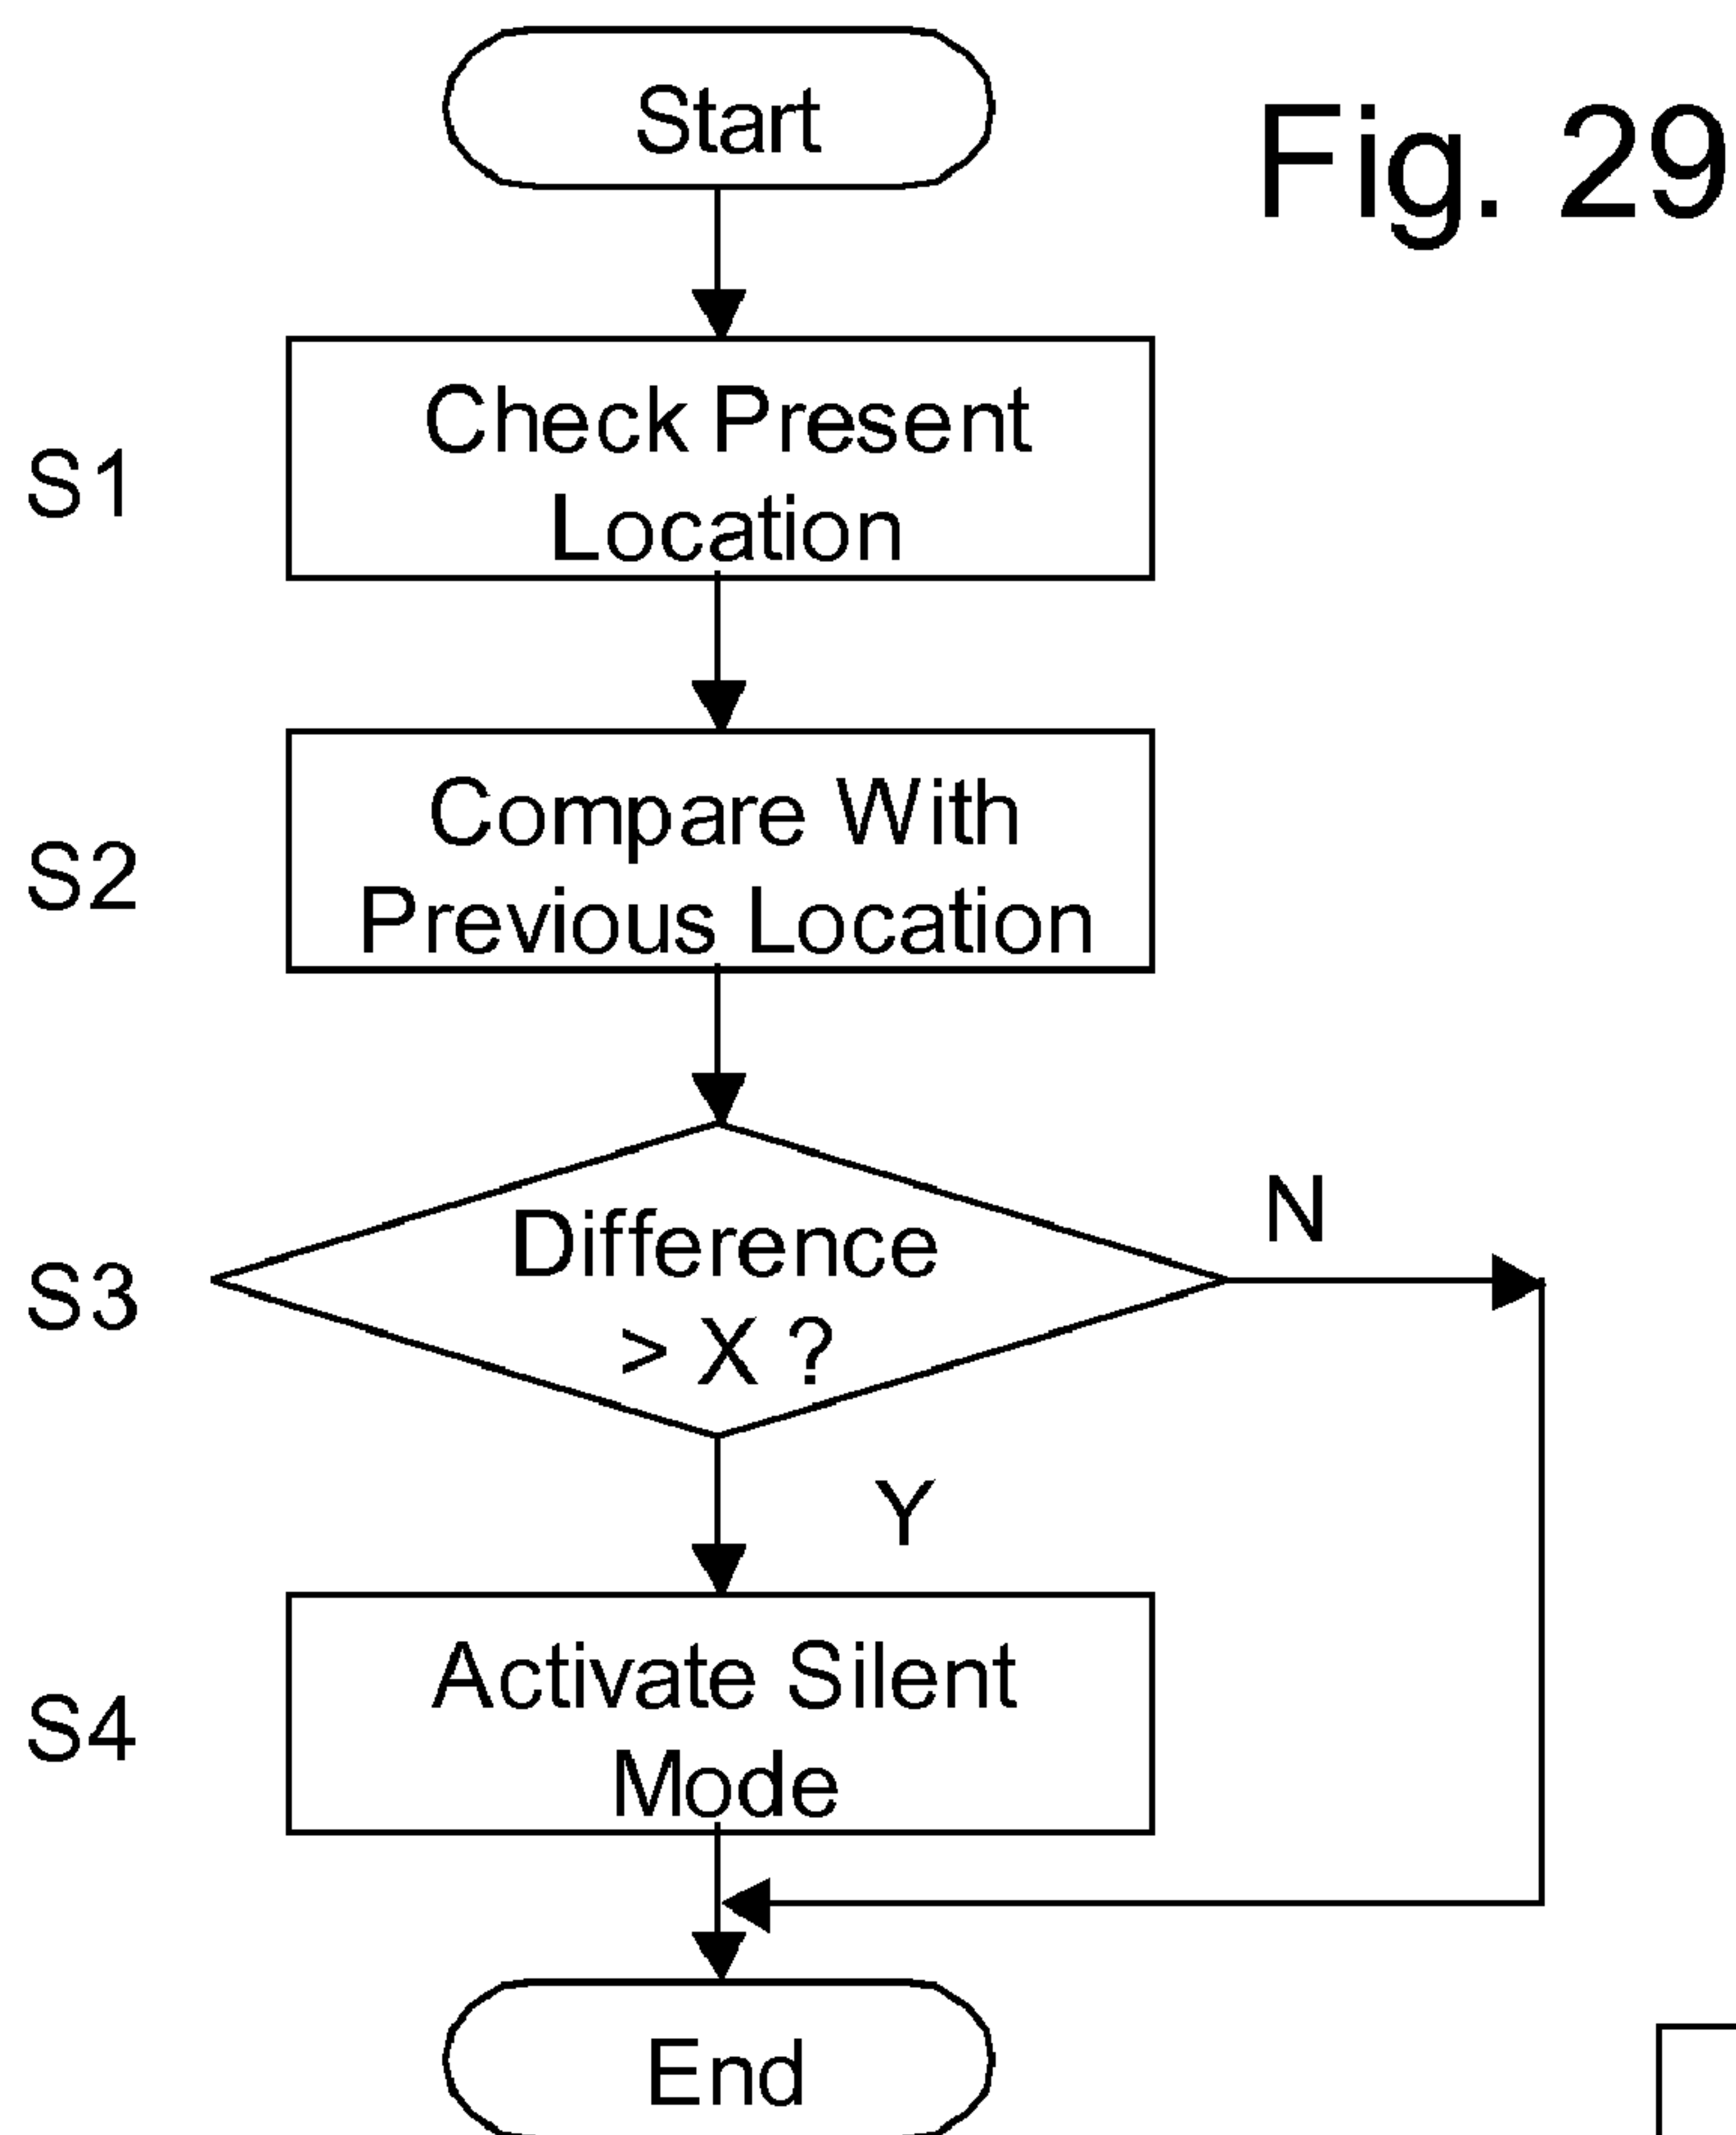 Start
Fig. 29
S1
Check Present
Location
S2
Compare With
Previous Location
S3
Difference
> X ?
N
Y
S4
Activate Silent
Mode
End